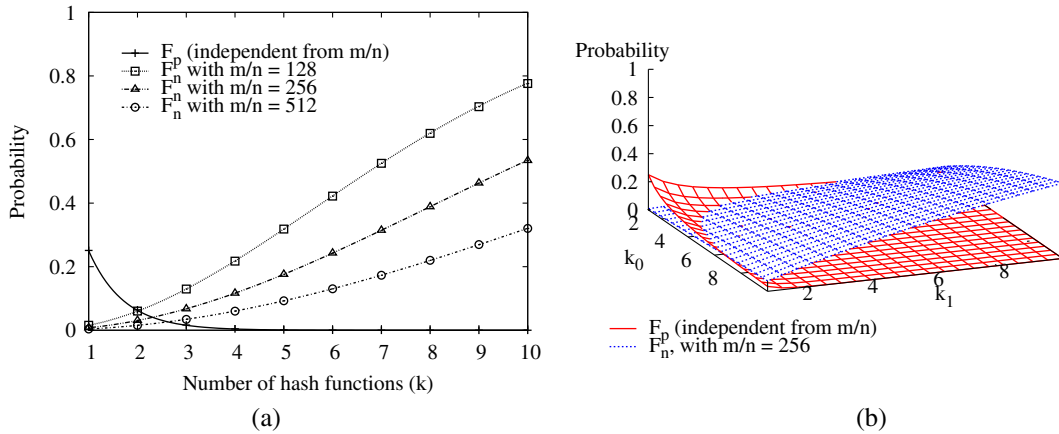 1
0.8
0.6
0.4
0.2
0
1 2 3 4 5 6 7 8 9 10
Probability
Number of hash functions (k)
F_p (independent from m/n)
F_n with m/n = 128
F_n with m/n = 256
F_n with m/n = 512
(a)
Probability
1
0.8
0.6
0.4
0.2
0
2
4
6
8
k_0
2 4 6 8
k_1
F_p (independent from m/n)
F_n, with m/n = 256
(b)